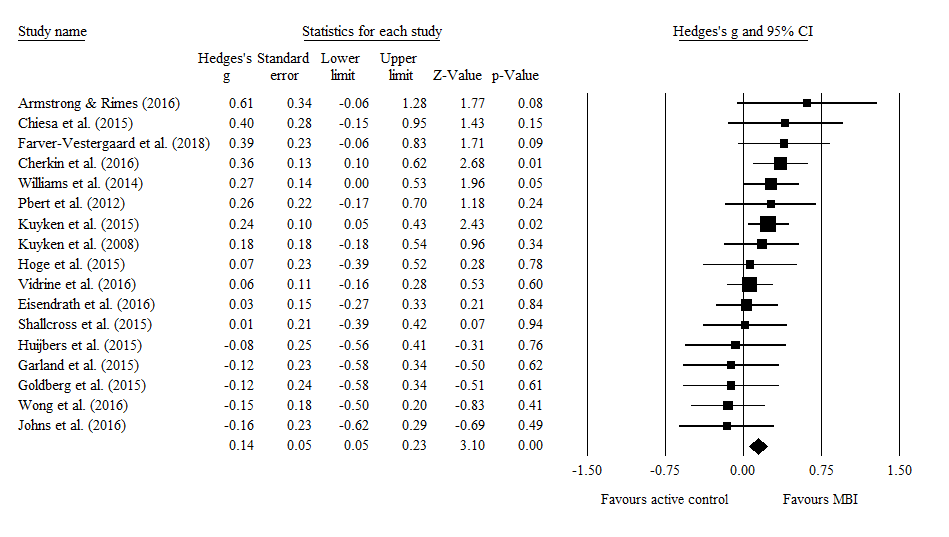 Study name Statistics for each study Hedges's g and 95% CI
Hedges's Standard Lower Upper
g error limit limit Z-Value p-Value
Armstrong & Rimes (2016) 0.61 0.34 -0.06 1.28 1.77 0.08
Chiesa et al. (2015) 0.40 0.28 -0.15 0.95 1.43 0.15
Farver-Vestergaard et al. (2018) 0.39 0.23 -0.06 0.83 1.71 0.09
Cherkin et al. (2016) 0.36 0.13 0.10 0.62 2.68 0.01
Williams et al. (2014) 0.27 0.14 0.00 0.53 1.96 0.05
Pbert et al. (2012) 0.26 0.22 -0.17 0.70 1.18 0.24
Kuyken et al. (2015) 0.24 0.10 0.05 0.43 2.43 0.02
Kuyken et al. (2008) 0.18 0.18 -0.18 0.54 0.96 0.34
Hoge et al. (2015) 0.07 0.23 -0.39 0.52 0.28 0.78
Vidrine et al. (2016) 0.06 0.11 -0.16 0.28 0.53 0.60
Eisendrath et al. (2016) 0.03 0.15 -0.27 0.33 0.21 0.84
Shallcross et al. (2015) 0.01 0.21 -0.39 0.42 0.07 0.94
Huijbers et al. (2015) -0.08 0.25 -0.56 0.41 -0.31 0.76
Garland et al. (2015) -0.12 0.23 -0.58 0.34 -0.50 0.62
Goldberg et al. (2015) -0.12 0.24 -0.58 0.34 -0.51 0.61
Wong et al. (2016) -0.15 0.18 -0.50 0.20 -0.83 0.41
Johns et al. (2016) -0.16 0.23 -0.62 0.29 -0.69 0.49
0.14 0.05 0.05 0.23 3.10 0.00
-1.50 -0.75 0.00 0.75 1.50
Favours active control Favours MBI